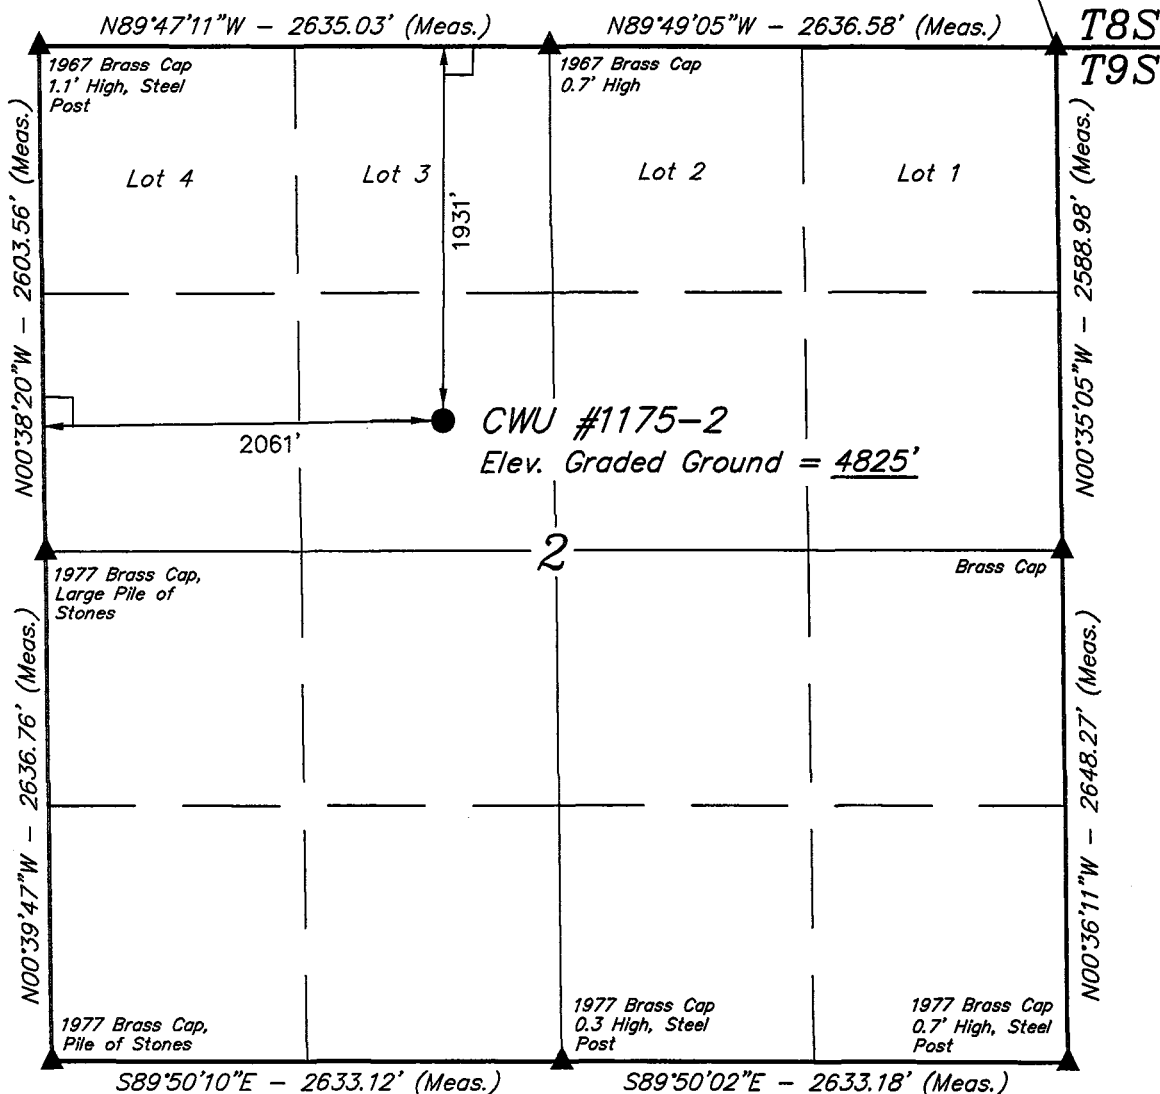 N89°47'11"W - 2635.03' (Meas.)
N89°49'05"W - 2636.58' (Meas.)
T8S
T9S
1967 Brass Cap
1.1' High, Steel
Post
1967 Brass Cap
0.7' High
N00°38'20"W - 2603.56' (Meas.)
Lot 4
Lot 3
Lot 2
Lot 1
1931'
N00°35'05"W - 2588.98' (Meas.)
2061'
CWU #1175-2
Elev. Graded Ground = 4825'
2
1977 Brass Cap,
Large Pile of
Stones
Brass Cap
N00°39'47"W - 2636.76' (Meas.)
N00°36'11"W - 2648.27' (Meas.)
1977 Brass Cap,
Pile of Stones
1977 Brass Cap
0.3 High, Steel
Post
1977 Brass Cap
0.7' High, Steel
Post
S89°50'10"E - 2633.12' (Meas.)
S89°50'02"E - 2633.18' (Meas.)